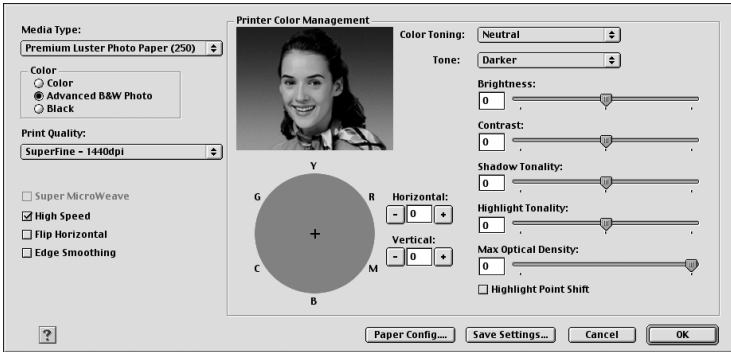 Media Type:
Premium Luster Photo Paper (250)
Color
Color
Advanced B&W Photo
Black
Print Quality:
SuperFine - 1440dpi
Super MicroWeave
High Speed
Flip Horizontal
Edge Smoothing
Printer Color Management
Color Toning: Neutral
Tone: Darker
Brightness:
0
Contrast:
0
Shadow Tonality:
0
Highlight Tonality:
0
Max Optical Density:
0
Highlight Point Shift
Y
G R
C M
B
Horizontal:
- 0 +
Vertical:
- 0 +
?
Paper Config.... Save Settings... Cancel OK